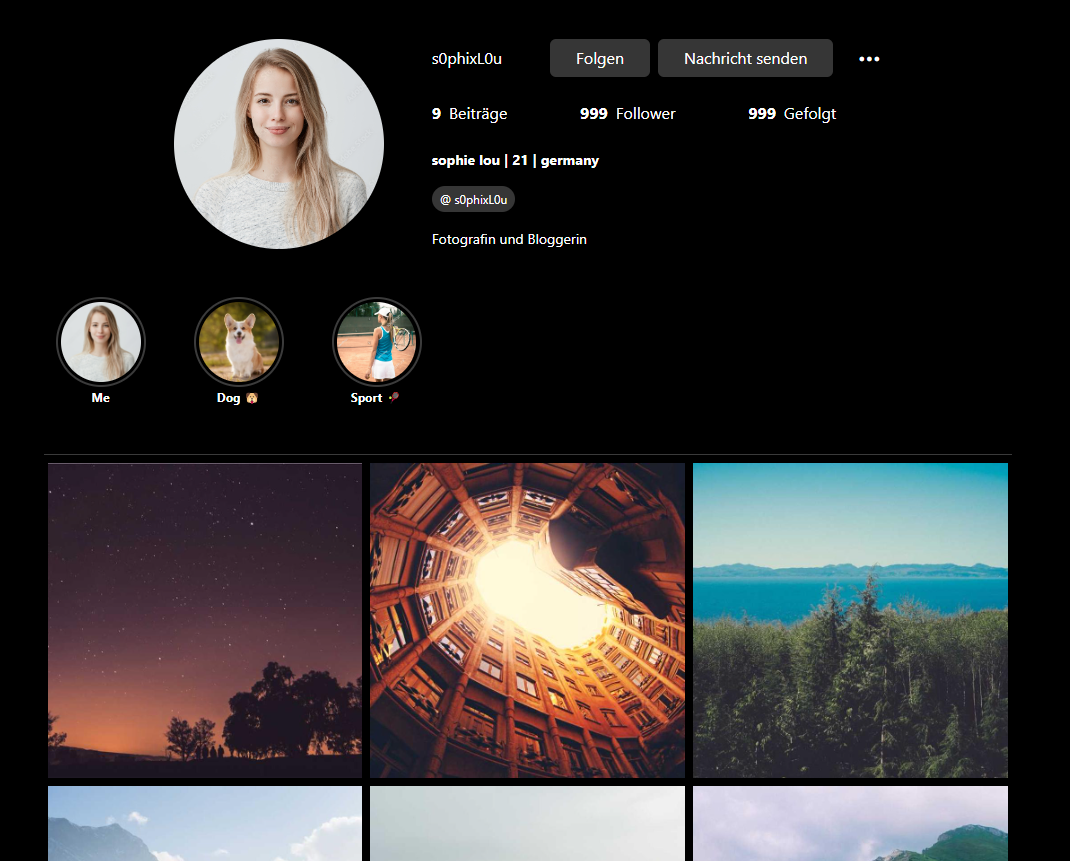 s0phixL0u Folgen Nachricht senden •••
9 Beiträge 999 Follower 999 Gefolgt
sophie lou | 21 | germany
@ s0phixL0u
Fotografin und Bloggerin
Me Dog 🐶 Sport 🏓